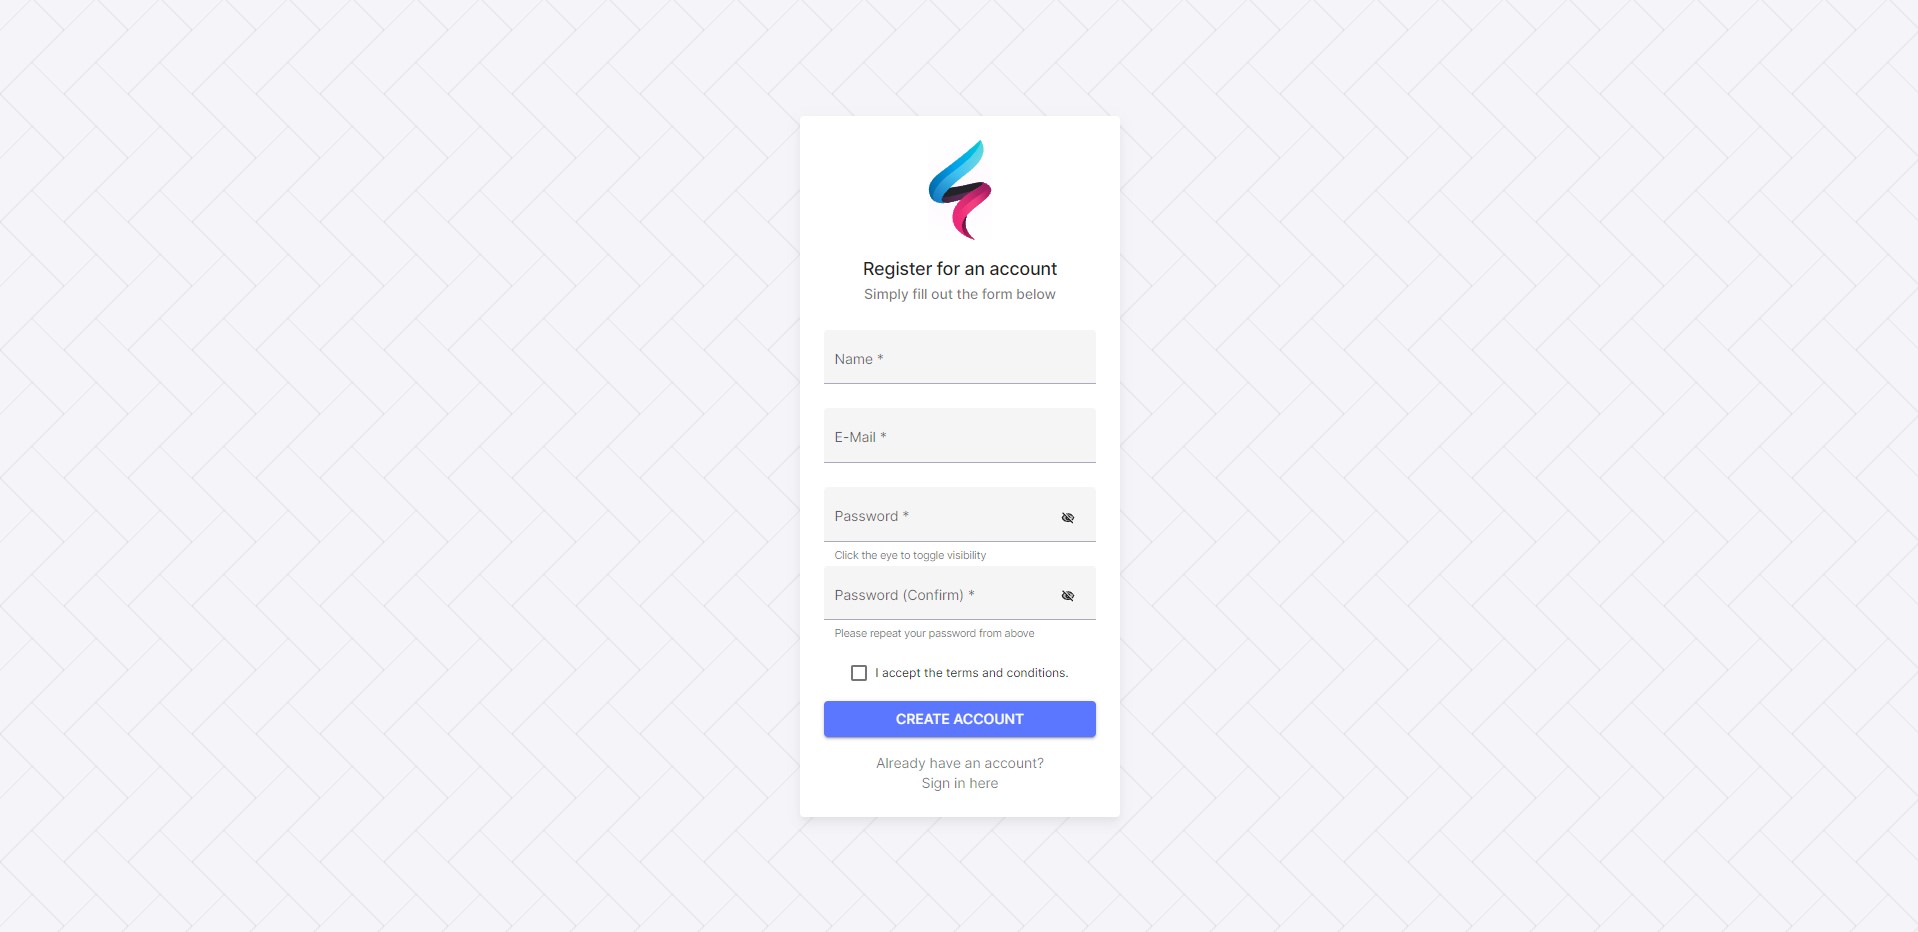 Register for an account
Simply fill out the form below
Name *
E-Mail *
Password *
Click the eye to toggle visibility
Password (Confirm) *
Please repeat your password from above
I accept the terms and conditions.
CREATE ACCOUNT
Already have an account?
Sign in here